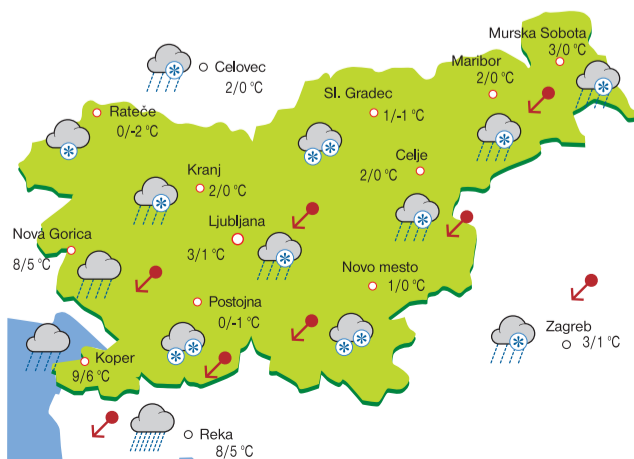 Murska Sobota
3/0 °C
Maribor
2/0 °C
Celovec
2/0 °C
Sl. Gradec
1/-1 °C
Rateče
0/-2 °C
Celje
2/0 °C
Kranj
2/0 °C
Ljubljana
3/1 °C
Nova Gorica
8/5 °C
Novo mesto
1/0 °C
Postojna
0/-1 °C
Zagreb
3/1 °C
Koper
9/6 °C
Reka
8/5 °C